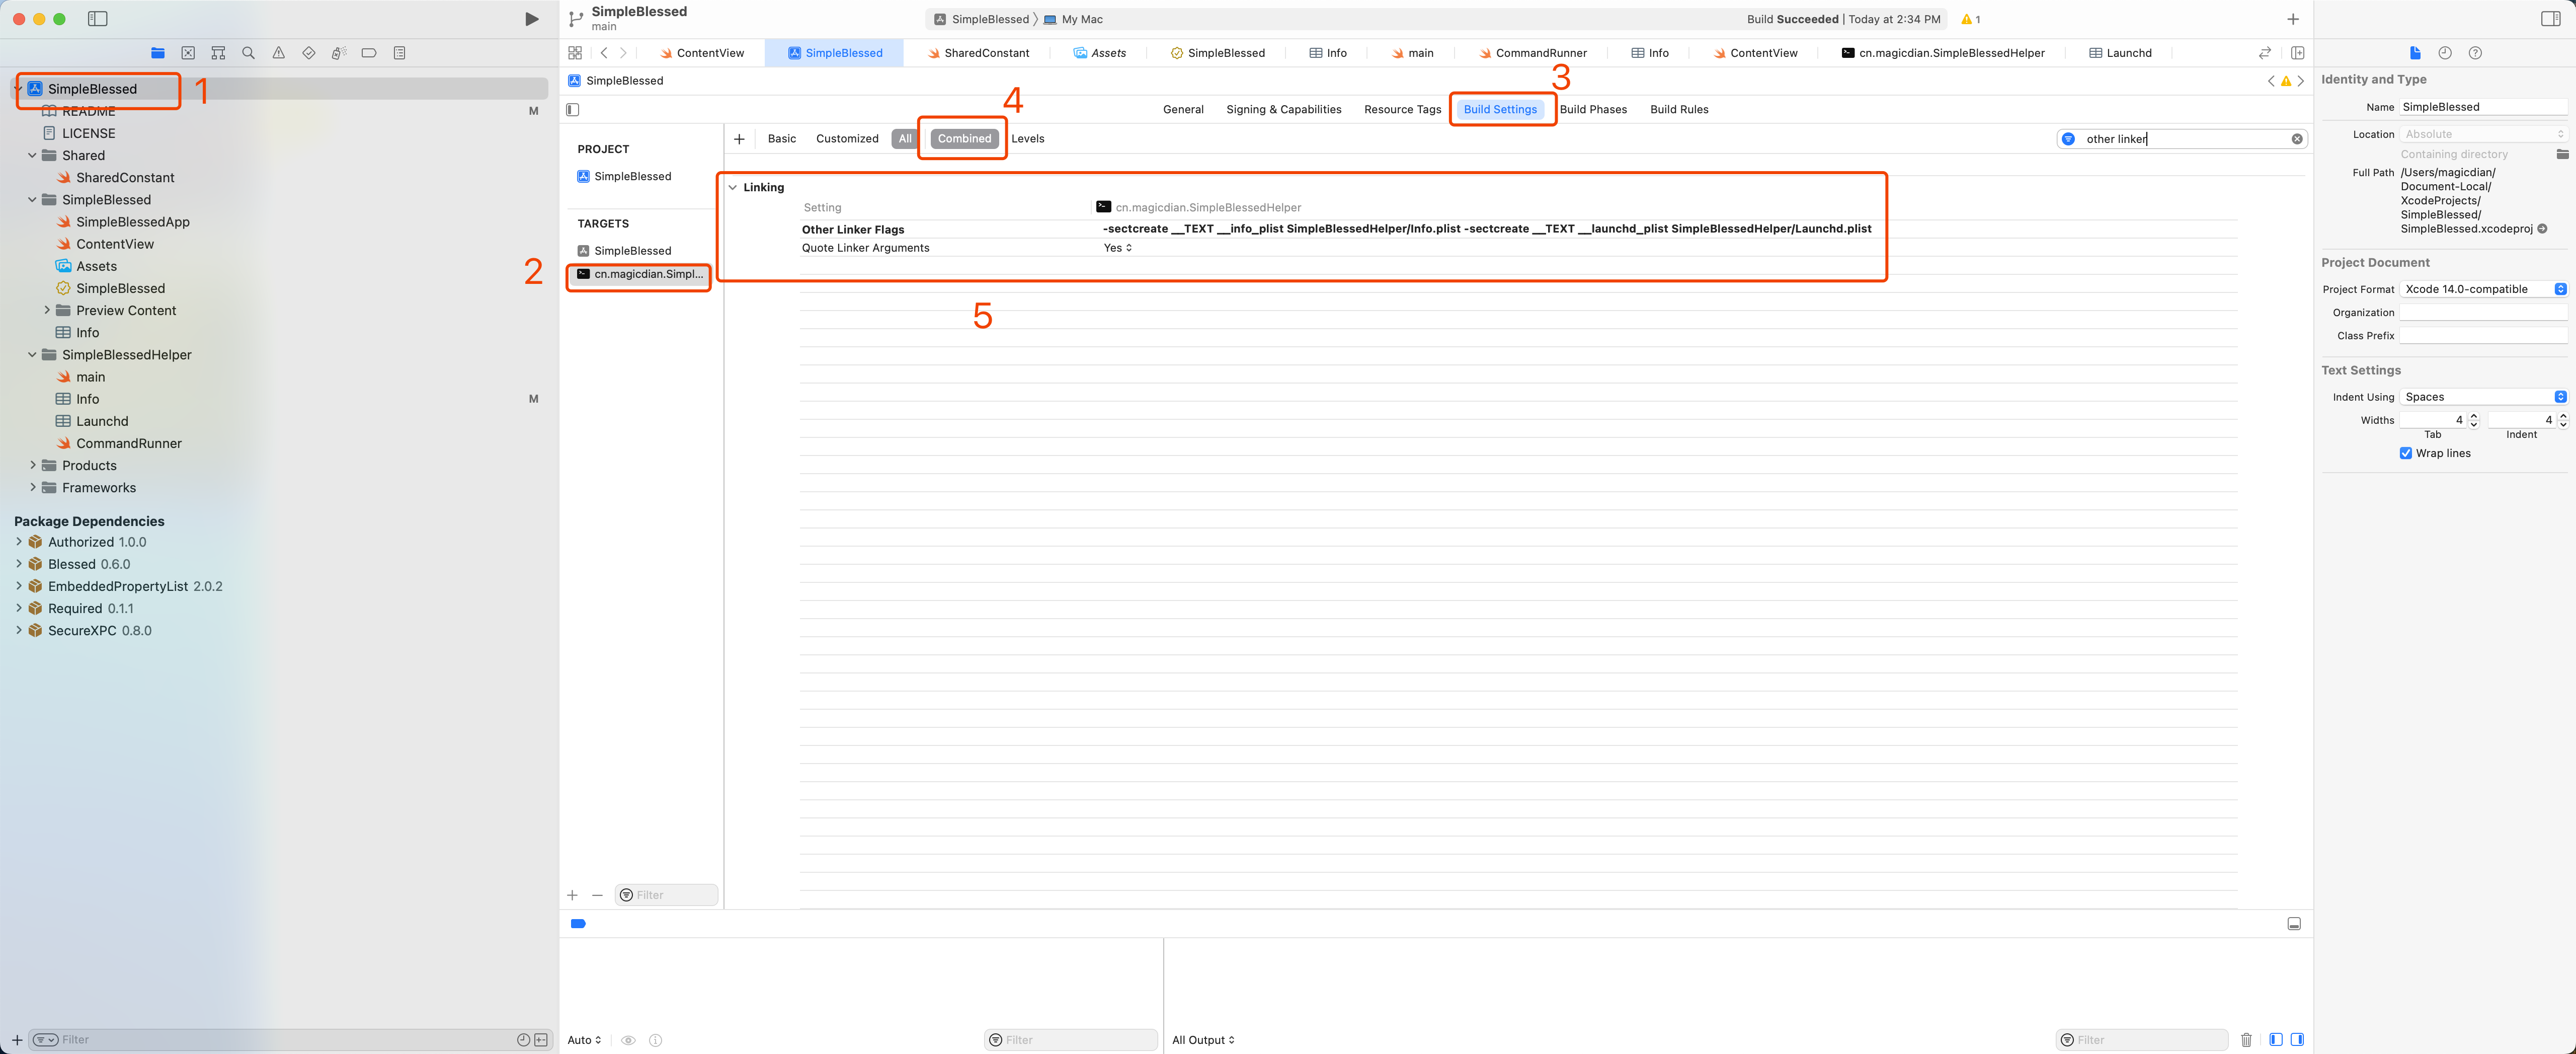 SimpleBlessed
main
SimpleBlessed 〉 My Mac
Build Succeeded | Today at 2:34 PM
1
ContentView
SimpleBlessed
SharedConstant
Assets
SimpleBlessed
Info
main
CommandRunner
Info
ContentView
cn.magicdian.SimpleBlessedHelper
Launchd
SimpleBlessed
1
README
M
LICENSE
Shared
SharedConstant
SimpleBlessed
SimpleBlessedApp
ContentView
Assets
SimpleBlessed
Preview Content
Info
SimpleBlessedHelper
main
Info
M
Launchd
CommandRunner
Products
Frameworks
Package Dependencies
Authorized 1.0.0
Blessed 0.6.0
EmbeddedPropertyList 2.0.2
Required 0.1.1
SecureXPC 0.8.0
Filter
SimpleBlessed
General
Signing & Capabilities
Resource Tags
Build Settings
Build Phases
Build Rules
3
4
PROJECT
SimpleBlessed
TARGETS
SimpleBlessed
cn.magicdian.Simpl...
2
Filter
Basic
Customized
All
Combined
Levels
other linker
Linking
Setting
cn.magicdian.SimpleBlessedHelper
Other Linker Flags
-sectcreate __TEXT __info_plist SimpleBlessedHelper/Info.plist -sectcreate __TEXT __launchd_plist SimpleBlessedHelper/Launchd.plist
Quote Linker Arguments
Yes
5
Auto
Filter
All Output
Filter
Identity and Type
Name SimpleBlessed
Location Absolute
Containing directory
Full Path /Users/magicdian/
Document-Local/
XcodeProjects/
SimpleBlessed/
SimpleBlessed.xcodeproj
Project Document
Project Format Xcode 14.0-compatible
Organization
Class Prefix
Text Settings
Indent Using Spaces
Widths 4 4
Tab Indent
Wrap lines